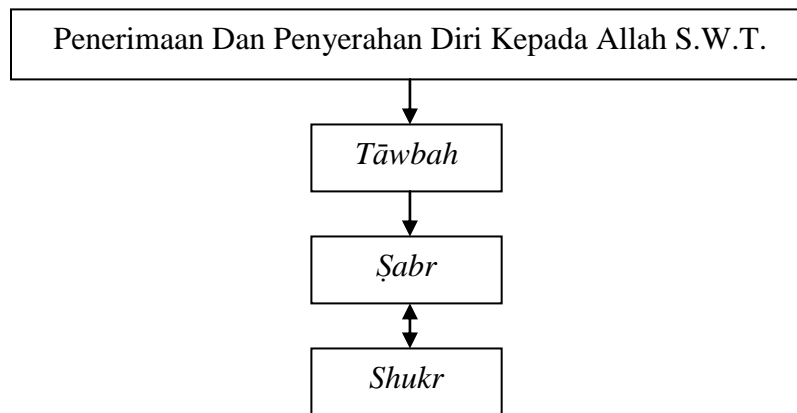 Penerimaan Dan Penyerahan Diri Kepada Allah S.W.T.
Tāwbah
Ṣabr
Shukr